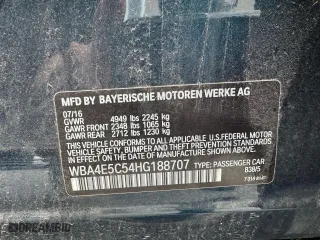 MFD BY BAYERISCHE MOTOREN WERKE AG
07/16
GVWR 4949 lbs 2245 kg
GAWR FRONT 2348 lbs 1065 kg
GAWR REAR 2712 lbs 1230 kg
THIS VEHICLE CONFORMS TO ALL APPLICABLE U.S.FEDERAL MOTOR
VEHICLE SAFETY, BUMPER, AND THEFT PREVENTION STANDARDS IN
EFFECT ON THE DATE OF MANUFACTURE SHOWN ABOVE.
WBA4E5C54HG188707 TYPE: PASSENGER CAR
838/5